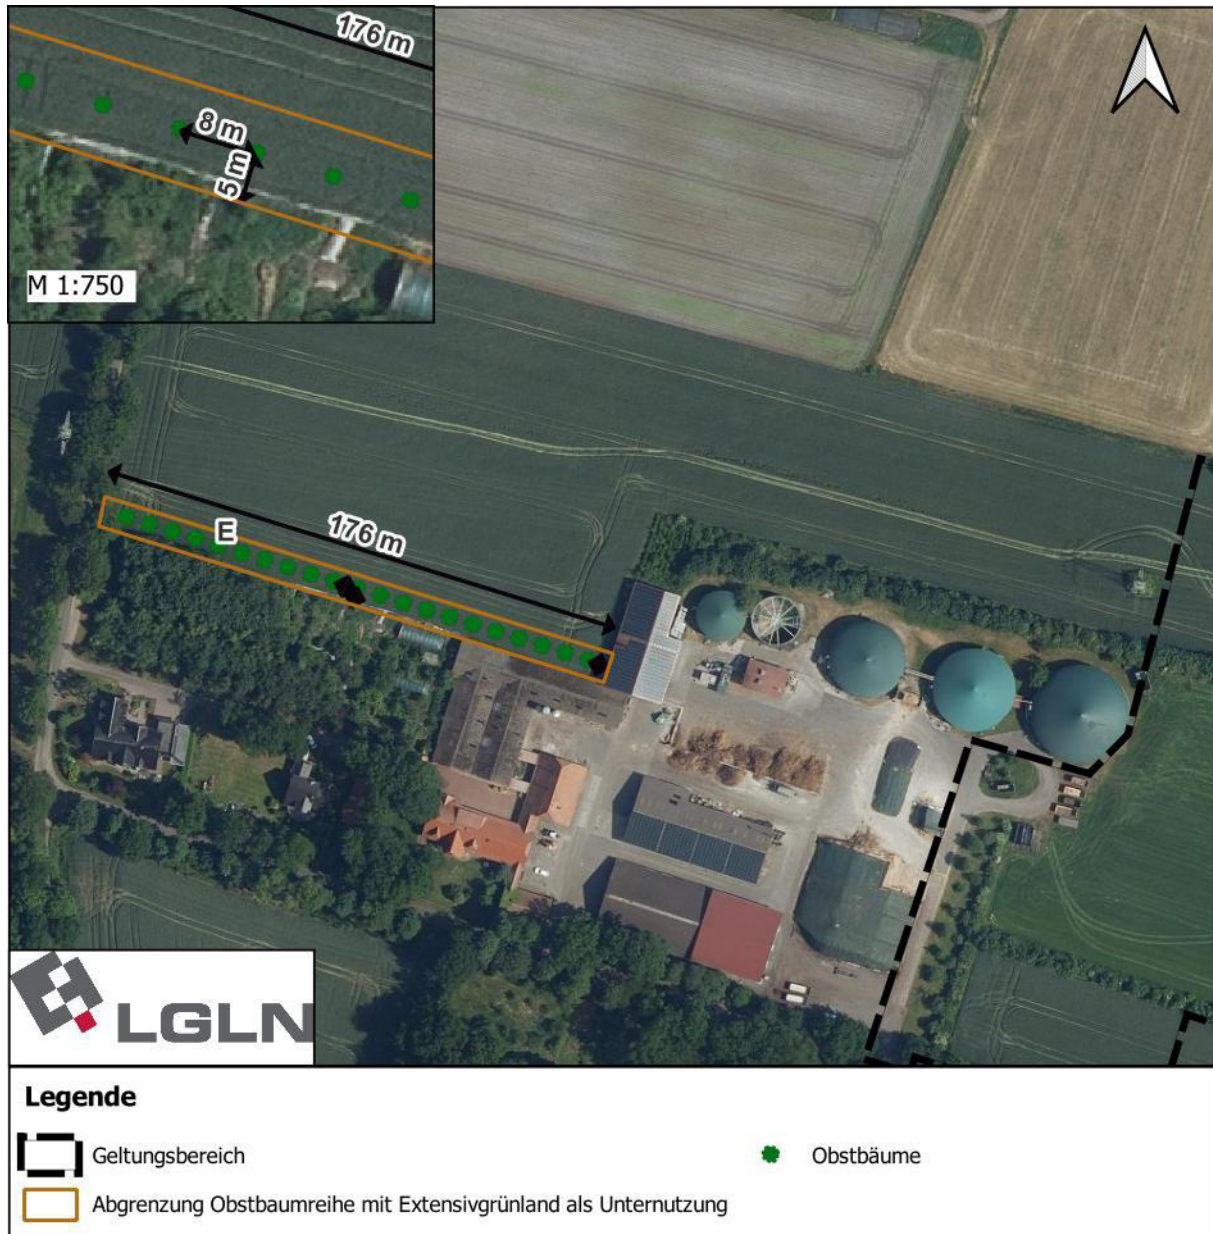 176 m
8 m
5 m
M 1:750
176 m
E
LGLN
Legende
Geltungsbereich
Obstbäume
Abgrenzung Obstbaumreihe mit Extensivgrünland als Unternutzung